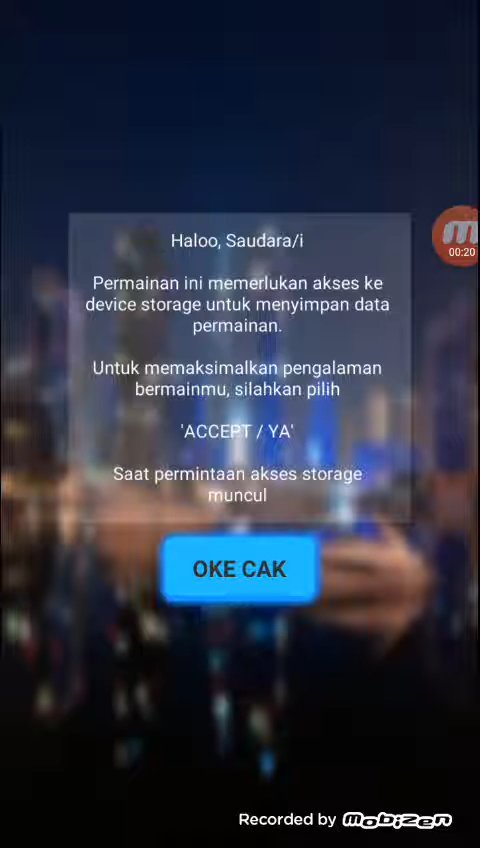 Haloo, Saudara/i
Permainan ini memerlukan akses ke
device storage untuk menyimpan data
permainan.
Untuk memaksimalkan pengalaman
bermainmu, silahkan pilih
'ACCEPT / YA'
Saat permintaan akses storage
muncul
OKE CAK
00:20
Recorded by mobizen